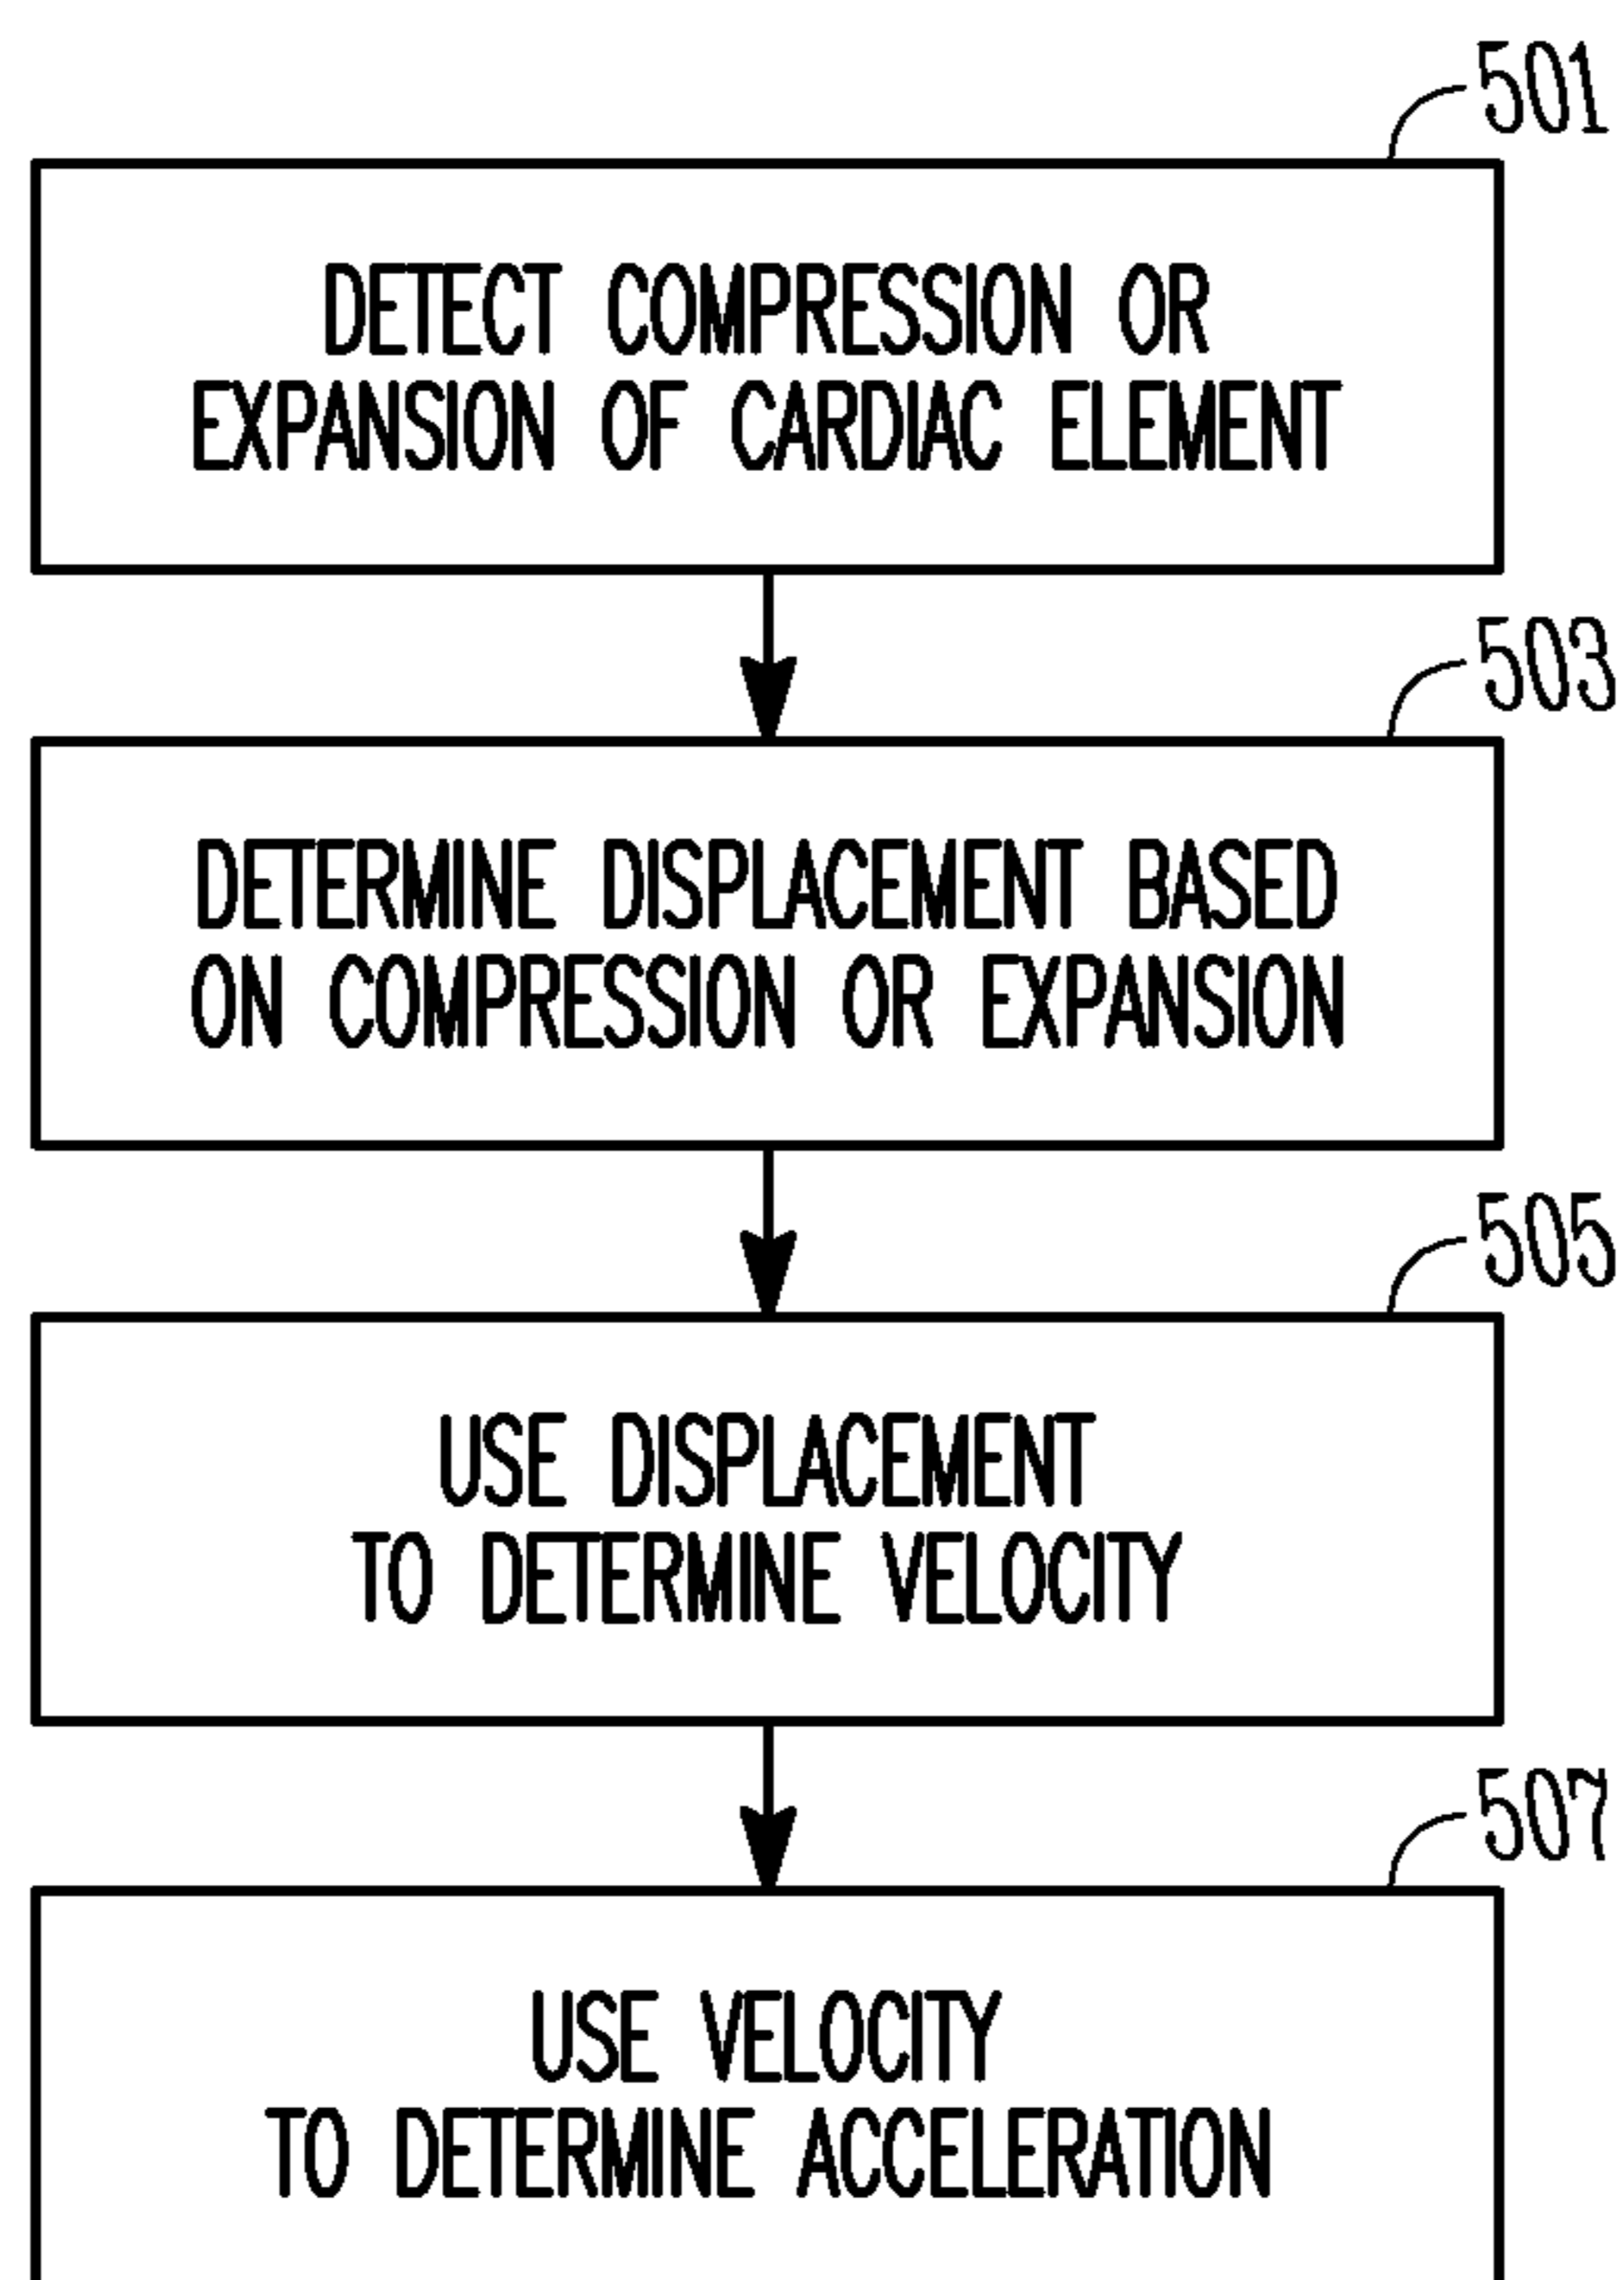 501
DETECT COMPRESSION OR
EXPANSION OF CARDIAC ELEMENT
503
DETERMINE DISPLACEMENT BASED
ON COMPRESSION OR EXPANSION
505
USE DISPLACEMENT
TO DETERMINE VELOCITY
507
USE VELOCITY
TO DETERMINE ACCELERATION